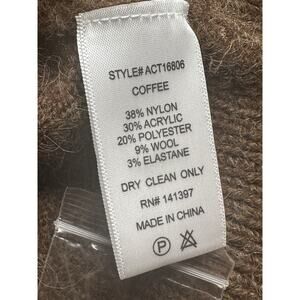 STYLE# ACT16806
COFFEE
38% NYLON
30% ACRYLIC
20% POLYESTER
9% WOOL
3% ELASTANE
DRY CLEAN ONLY
RN# 141397
MADE IN CHINA
P